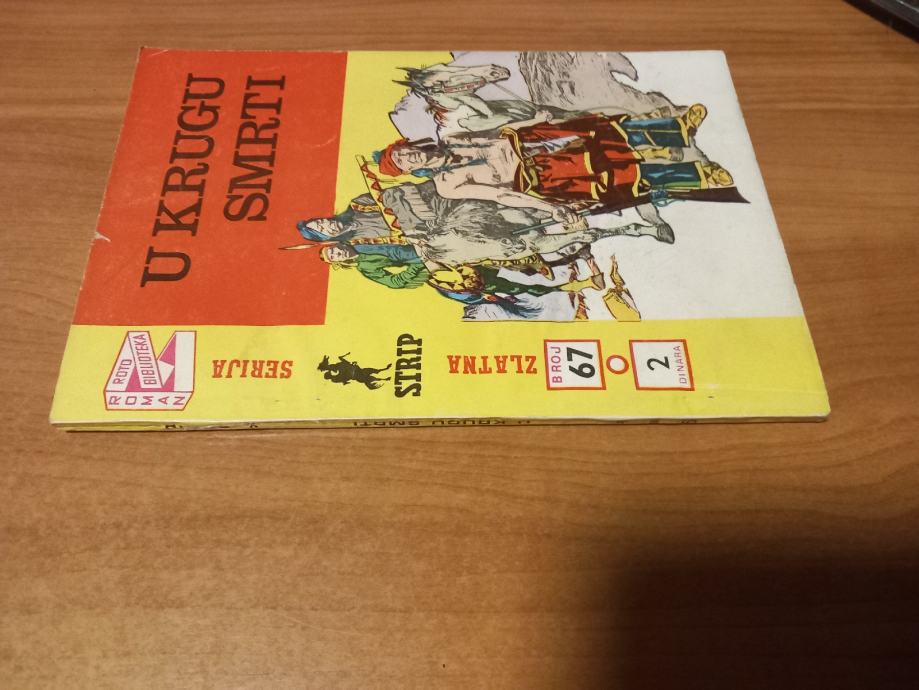 U KRUGU
SMRTI
BROJ
67
2
DINARA
ZLATNA
STRIP
SERIJA
ROTO
BIBLIOTEKA
ROMAN
U KRUGU SMRTI